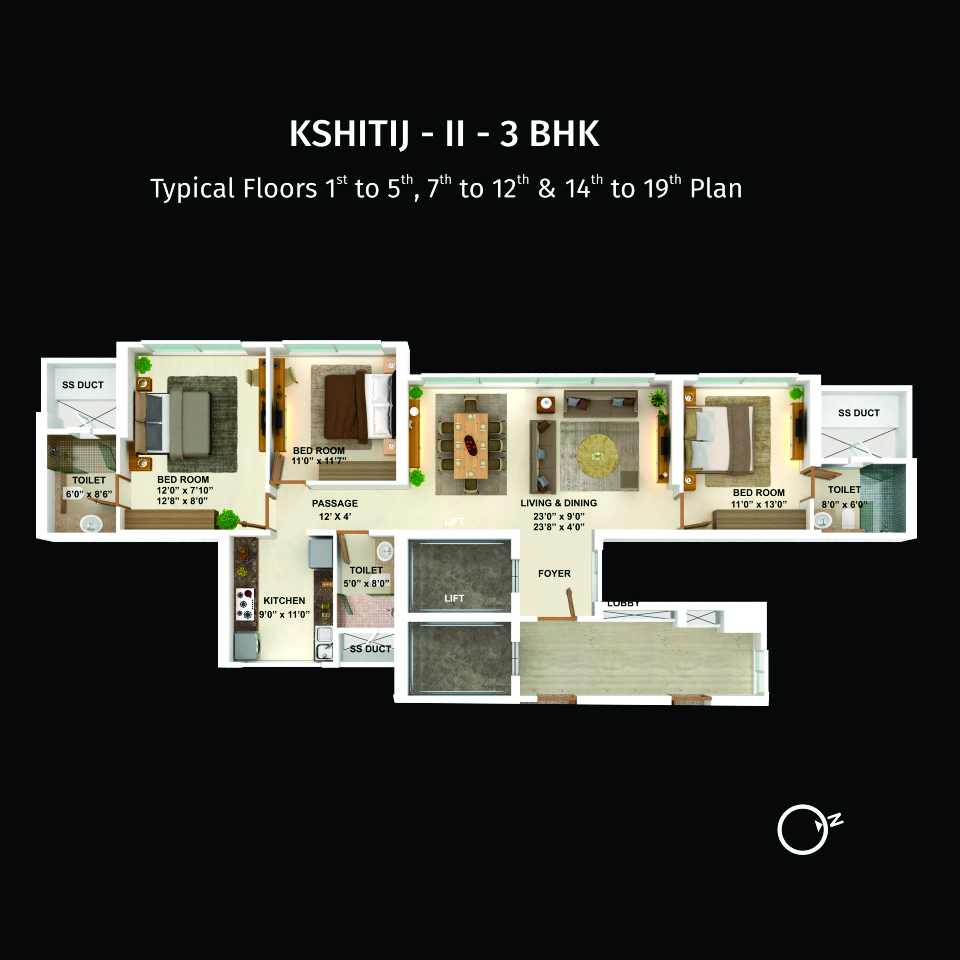 KSHITIJ - II - 3 BHK
Typical Floors 1st to 5th, 7th to 12th & 14th to 19th Plan
SS DUCT
TOILET
6'0" x 8'6"
BED ROOM
12'0" x 7'10"
12'8" x 8'0"
BED ROOM
11'0" x 11'7"
PASSAGE
12' X 4'
LIVING & DINING
23'0" x 9'0"
23'8" x 4'0"
LIFT
BED ROOM
11'0" x 13'0"
SS DUCT
TOILET
8'0" x 6'0"
KITCHEN
9'0" x 11'0"
TOILET
5'0" x 8'0"
SS DUCT
LIFT
FOYER
LOBBY
N